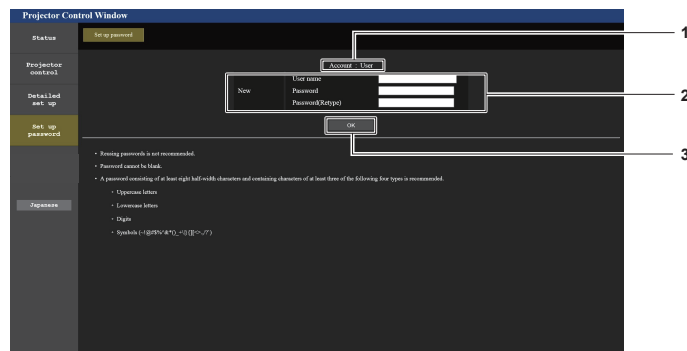 Projector Control Window
Status
Set up password
1
Account : User
Projector
control
User name
New
Password
Password(Retype)
2
Detailed
set up
Set up
password
OK
3
• Reusing passwords is not recommended.
• Password cannot be blank.
• A password consisting of at least eight half-width characters and containing characters of at least three of the following four types is recommended.
• Uppercase letters
• Lowercase letters
• Digits
• Symbols
Japanese